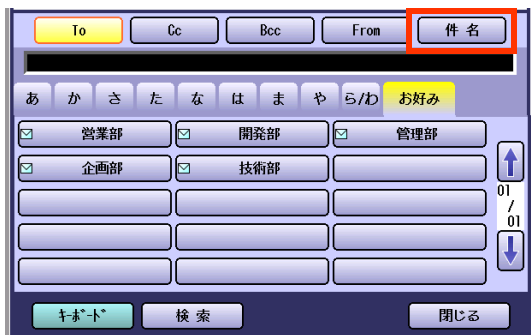 To Cc Bcc From 件 名
あ か さ た な は ま や ら/わ お好み
営業部 開発部 管理部
企画部 技術部
01
/
01
ｷｰﾎﾞｰﾄﾞ 検 索 閉じる